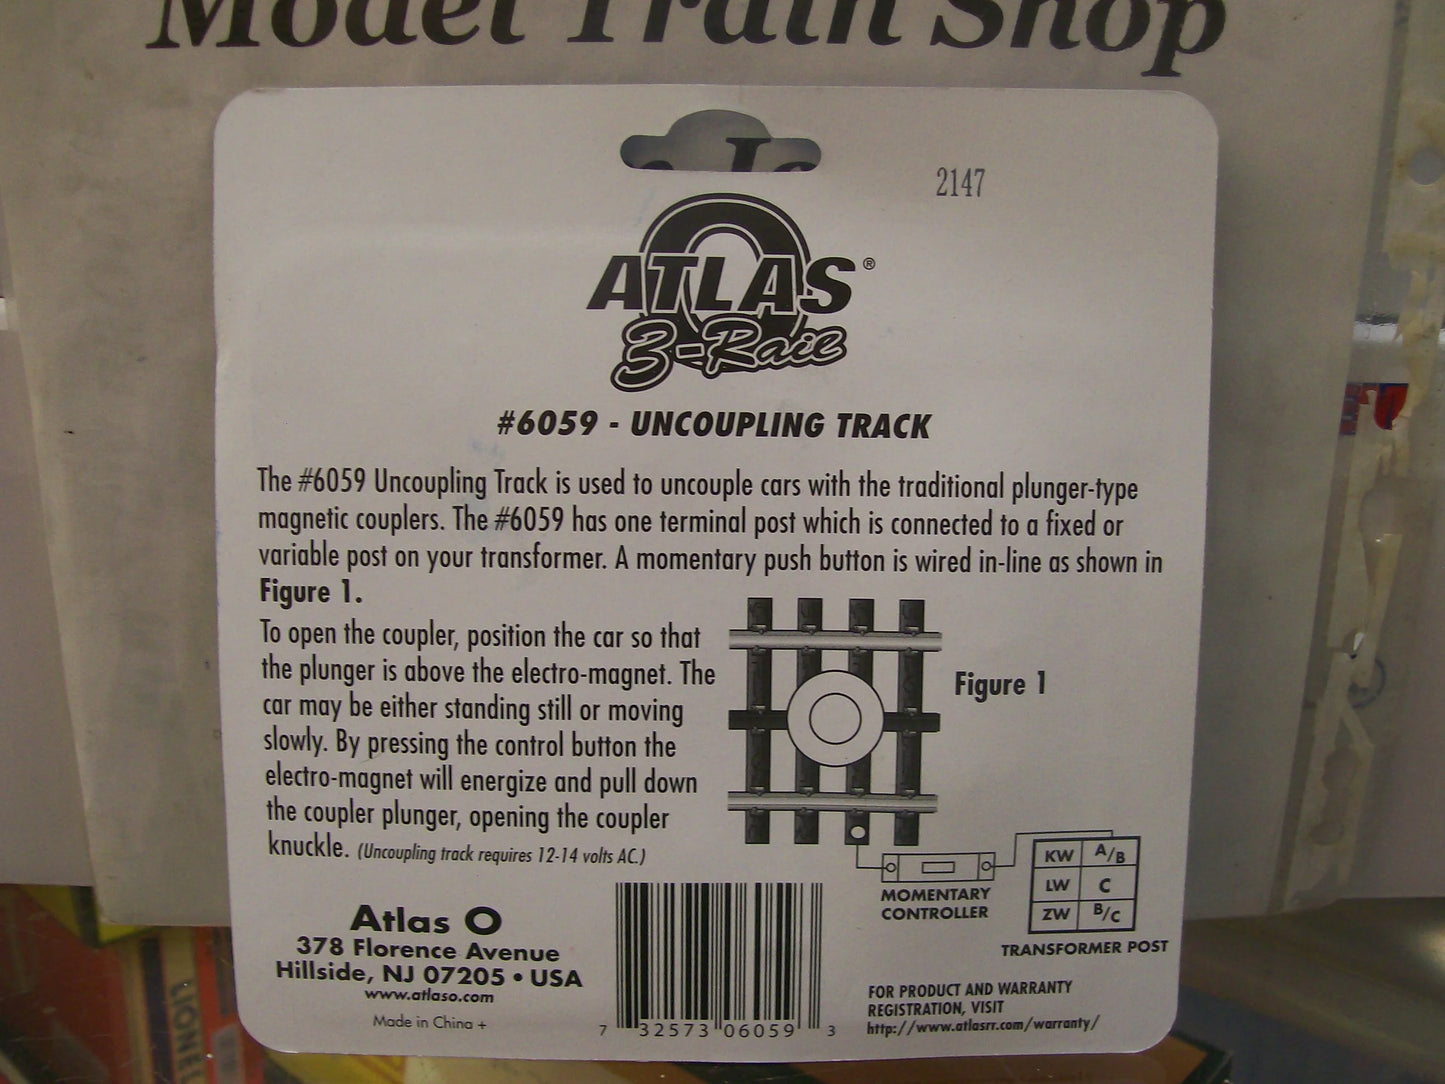 Model Train Shop
2147
ATLAS®
O
3-Rail
#6059 - UNCOUPLING TRACK
The #6059 Uncoupling Track is used to uncouple cars with the traditional plunger-type
magnetic couplers. The #6059 has one terminal post which is connected to a fixed or
variable post on your transformer. A momentary push button is wired in-line as shown in
Figure 1.
To open the coupler, position the car so that
the plunger is above the electro-magnet. The
car may be either standing still or moving
slowly. By pressing the control button the
electro-magnet will energize and pull down
the coupler plunger, opening the coupler
knuckle. (Uncoupling track requires 12-14 volts AC.)
Figure 1
MOMENTARY
CONTROLLER
KW A/B
LW C
ZW B/C
TRANSFORMER POST
Atlas O
378 Florence Avenue
Hillside, NJ 07205 • USA
www.atlaso.com
Made in China +
7 32573 06059 3
FOR PRODUCT AND WARRANTY
REGISTRATION, VISIT
http://www.atlasrr.com/warranty/
LIONEL